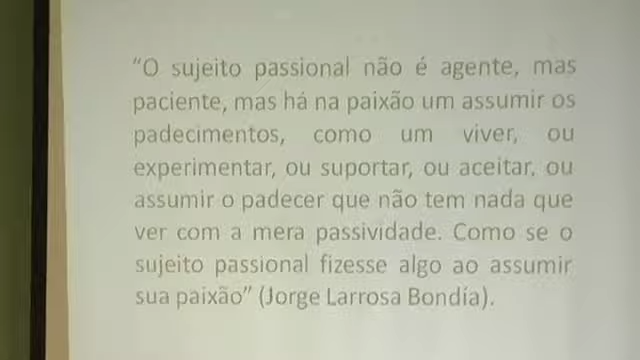 “O sujeito passional não é agente, mas
paciente, mas há na paixão um assumir os
padecimentos, como um viver, ou
experimentar, ou suportar, ou aceitar, ou
assumir o padecer que não tem nada que
ver com a mera passividade. Como se o
sujeito passional fizesse algo ao assumir
sua paixão” (Jorge Larrosa Bondía).